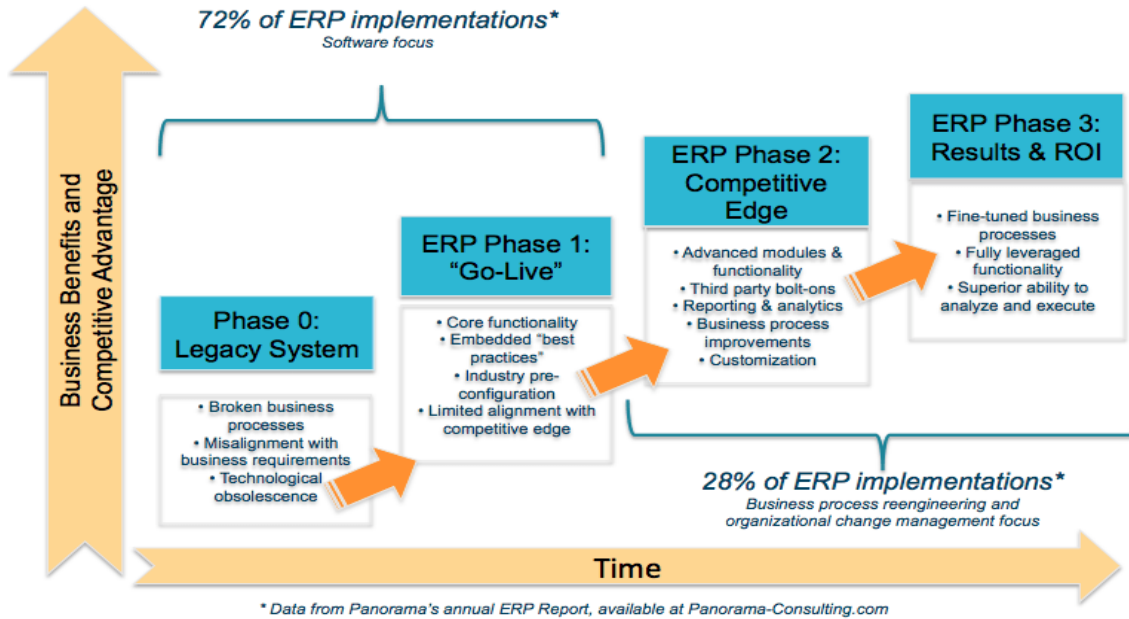 72% of ERP implementations*
Software focus
Business Benefits and
Competitive Advantage
Phase 0:
Legacy System
• Broken business
processes
• Misalignment with
business requirements
• Technological
obsolescence
ERP Phase 1:
“Go-Live”
• Core functionality
• Embedded “best
practices”
• Industry pre-
configuration
• Limited alignment with
competitive edge
ERP Phase 2:
Competitive
Edge
• Advanced modules &
functionality
• Third party bolt-ons
• Reporting & analytics
• Business process
improvements
• Customization
ERP Phase 3:
Results & ROI
• Fine-tuned business
processes
• Fully leveraged
functionality
• Superior ability to
analyze and execute
28% of ERP implementations*
Business process reengineering and
organizational change management focus
Time
* Data from Panorama’s annual ERP Report, available at Panorama-Consulting.com